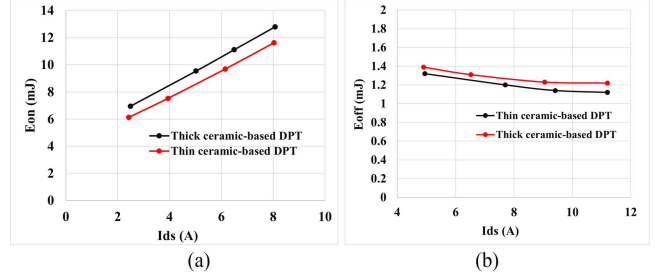 14
12
10
8
6
4
2
0
Eon (mJ)
Thick ceramic-based DPT
Thin ceramic-based DPT
0 2 4 6 8 10
Ids (A)
(a)
2
1.8
1.6
1.4
1.2
1
0.8
0.6
0.4
0.2
0
Eoff (mJ)
Thin ceramic-based DPT
Thick ceramic-based DPT
4 6 8 10 12
Ids (A)
(b)